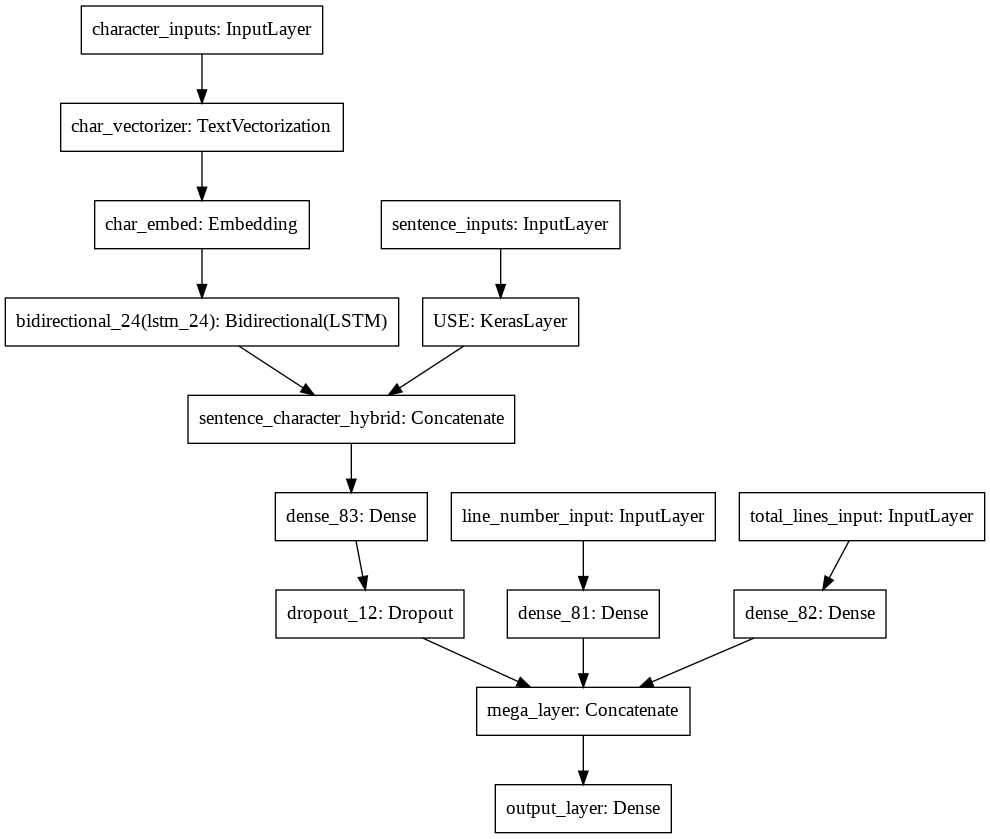 character_inputs: InputLayer
char_vectorizer: TextVectorization
char_embed: Embedding
sentence_inputs: InputLayer
bidirectional_24(lstm_24): Bidirectional(LSTM)
USE: KerasLayer
sentence_character_hybrid: Concatenate
dense_83: Dense
line_number_input: InputLayer
total_lines_input: InputLayer
dropout_12: Dropout
dense_81: Dense
dense_82: Dense
mega_layer: Concatenate
output_layer: Dense